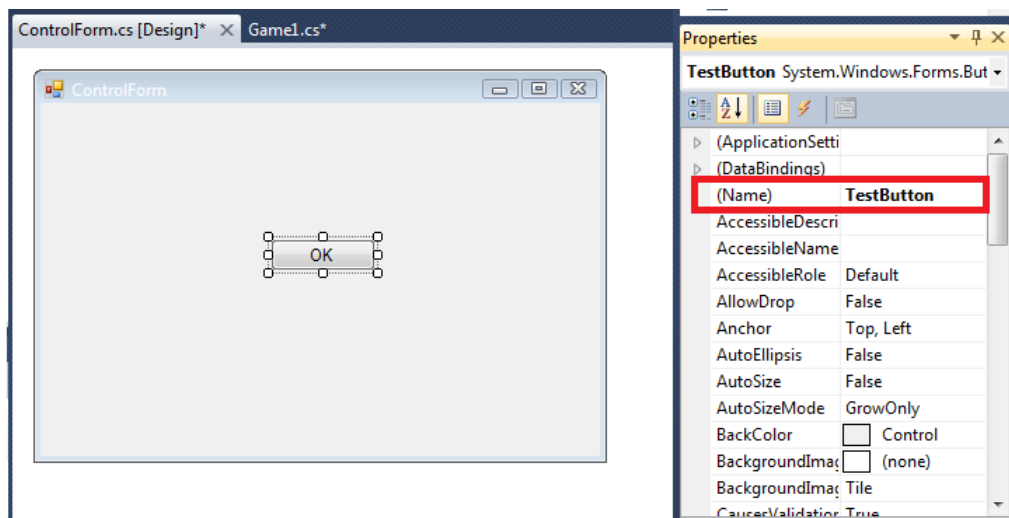 ControlForm.cs [Design]* Game1.cs*
ControlForm
OK
Properties
TestButton System.Windows.Forms.But
(ApplicationSetti
(DataBindings)
(Name) TestButton
AccessibleDescri
AccessibleName
AccessibleRole Default
AllowDrop False
Anchor Top, Left
AutoEllipsis False
AutoSize False
AutoSizeMode GrowOnly
BackColor Control
BackgroundImag (none)
BackgroundImag Tile
CausesValidation True